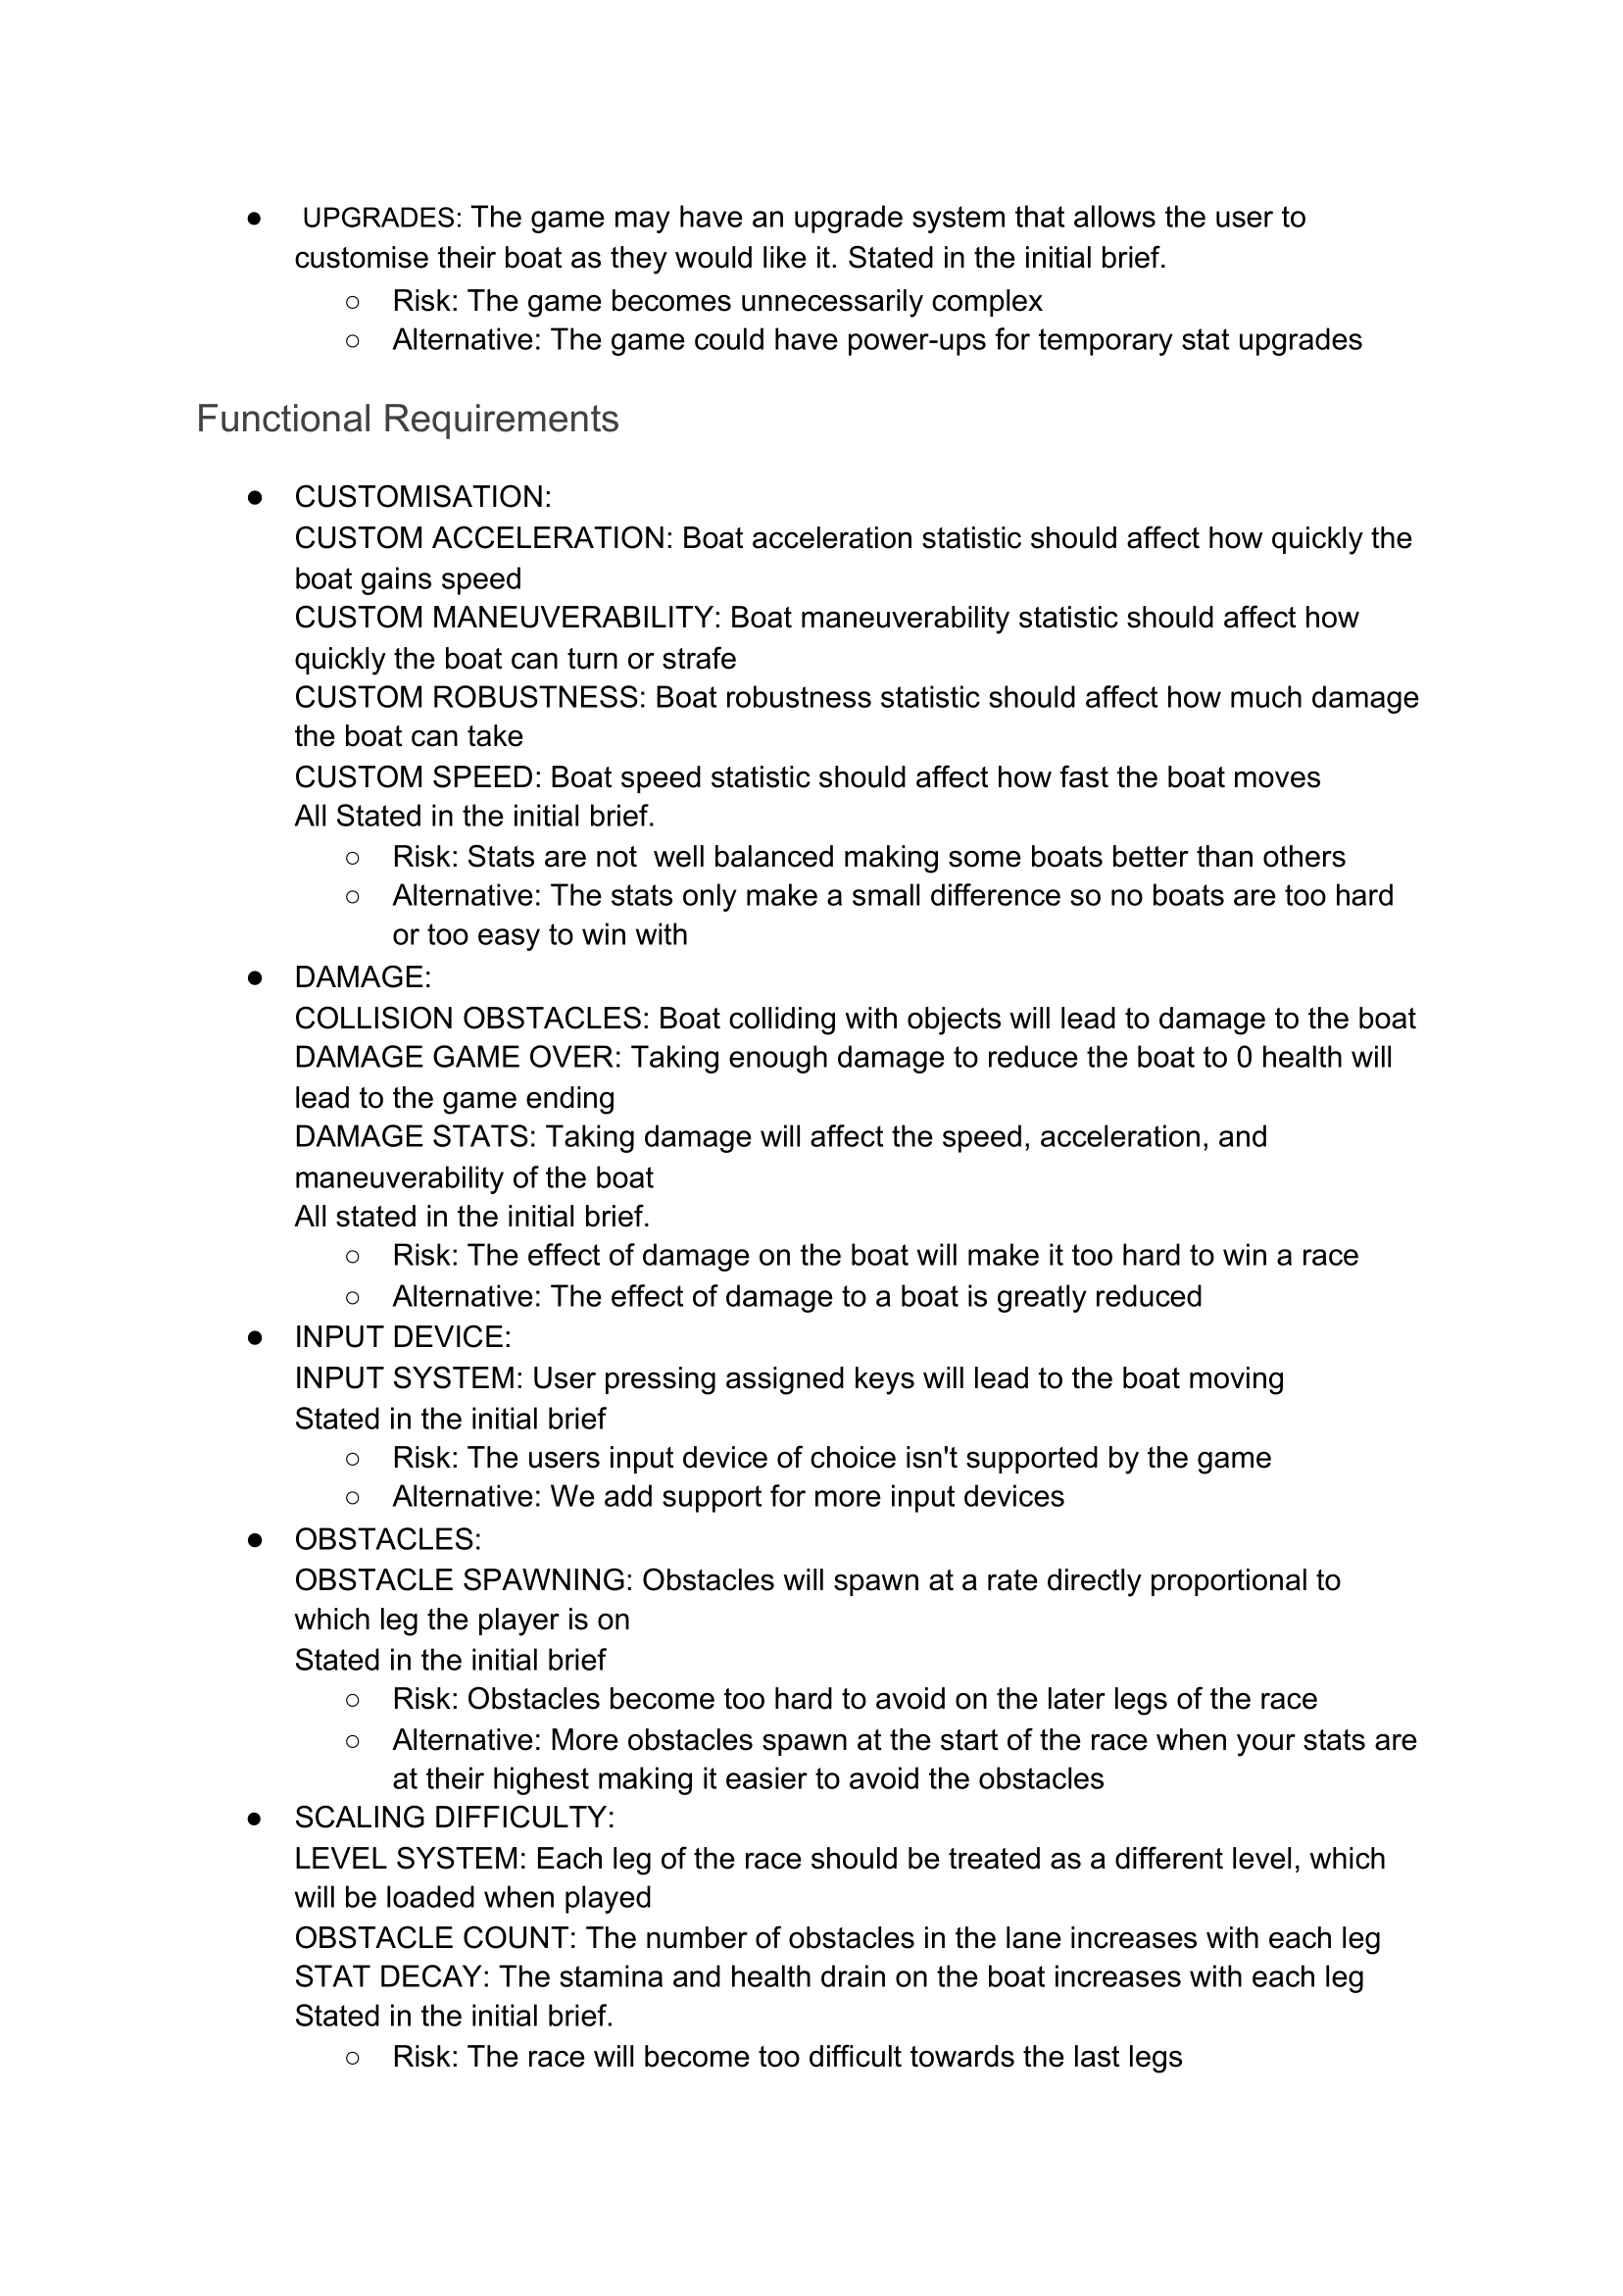 ● UPGRADES: The game may have an upgrade system that allows the user to
customise their boat as they would like it. Stated in the initial brief.
○ Risk: The game becomes unnecessarily complex
○ Alternative: The game could have power-ups for temporary stat upgrades
Functional Requirements
● CUSTOMISATION:
CUSTOM ACCELERATION: Boat acceleration statistic should affect how quickly the
boat gains speed
CUSTOM MANEUVERABILITY: Boat maneuverability statistic should affect how
quickly the boat can turn or strafe
CUSTOM ROBUSTNESS: Boat robustness statistic should affect how much damage
the boat can take
CUSTOM SPEED: Boat speed statistic should affect how fast the boat moves
All Stated in the initial brief.
○ Risk: Stats are not  well balanced making some boats better than others
○ Alternative: The stats only make a small difference so no boats are too hard
or too easy to win with
● DAMAGE:
COLLISION OBSTACLES: Boat colliding with objects will lead to damage to the boat
DAMAGE GAME OVER: Taking enough damage to reduce the boat to 0 health will
lead to the game ending
DAMAGE STATS: Taking damage will affect the speed, acceleration, and
maneuverability of the boat
All stated in the initial brief.
○ Risk: The effect of damage on the boat will make it too hard to win a race
○ Alternative: The effect of damage to a boat is greatly reduced
● INPUT DEVICE:
INPUT SYSTEM: User pressing assigned keys will lead to the boat moving
Stated in the initial brief
○ Risk: The users input device of choice isn't supported by the game
○ Alternative: We add support for more input devices
● OBSTACLES:
OBSTACLE SPAWNING: Obstacles will spawn at a rate directly proportional to
which leg the player is on
Stated in the initial brief
○ Risk: Obstacles become too hard to avoid on the later legs of the race
○ Alternative: More obstacles spawn at the start of the race when your stats are
at their highest making it easier to avoid the obstacles
● SCALING DIFFICULTY:
LEVEL SYSTEM: Each leg of the race should be treated as a different level, which
will be loaded when played
OBSTACLE COUNT: The number of obstacles in the lane increases with each leg
STAT DECAY: The stamina and health drain on the boat increases with each leg
Stated in the initial brief.
○ Risk: The race will become too difficult towards the last legs